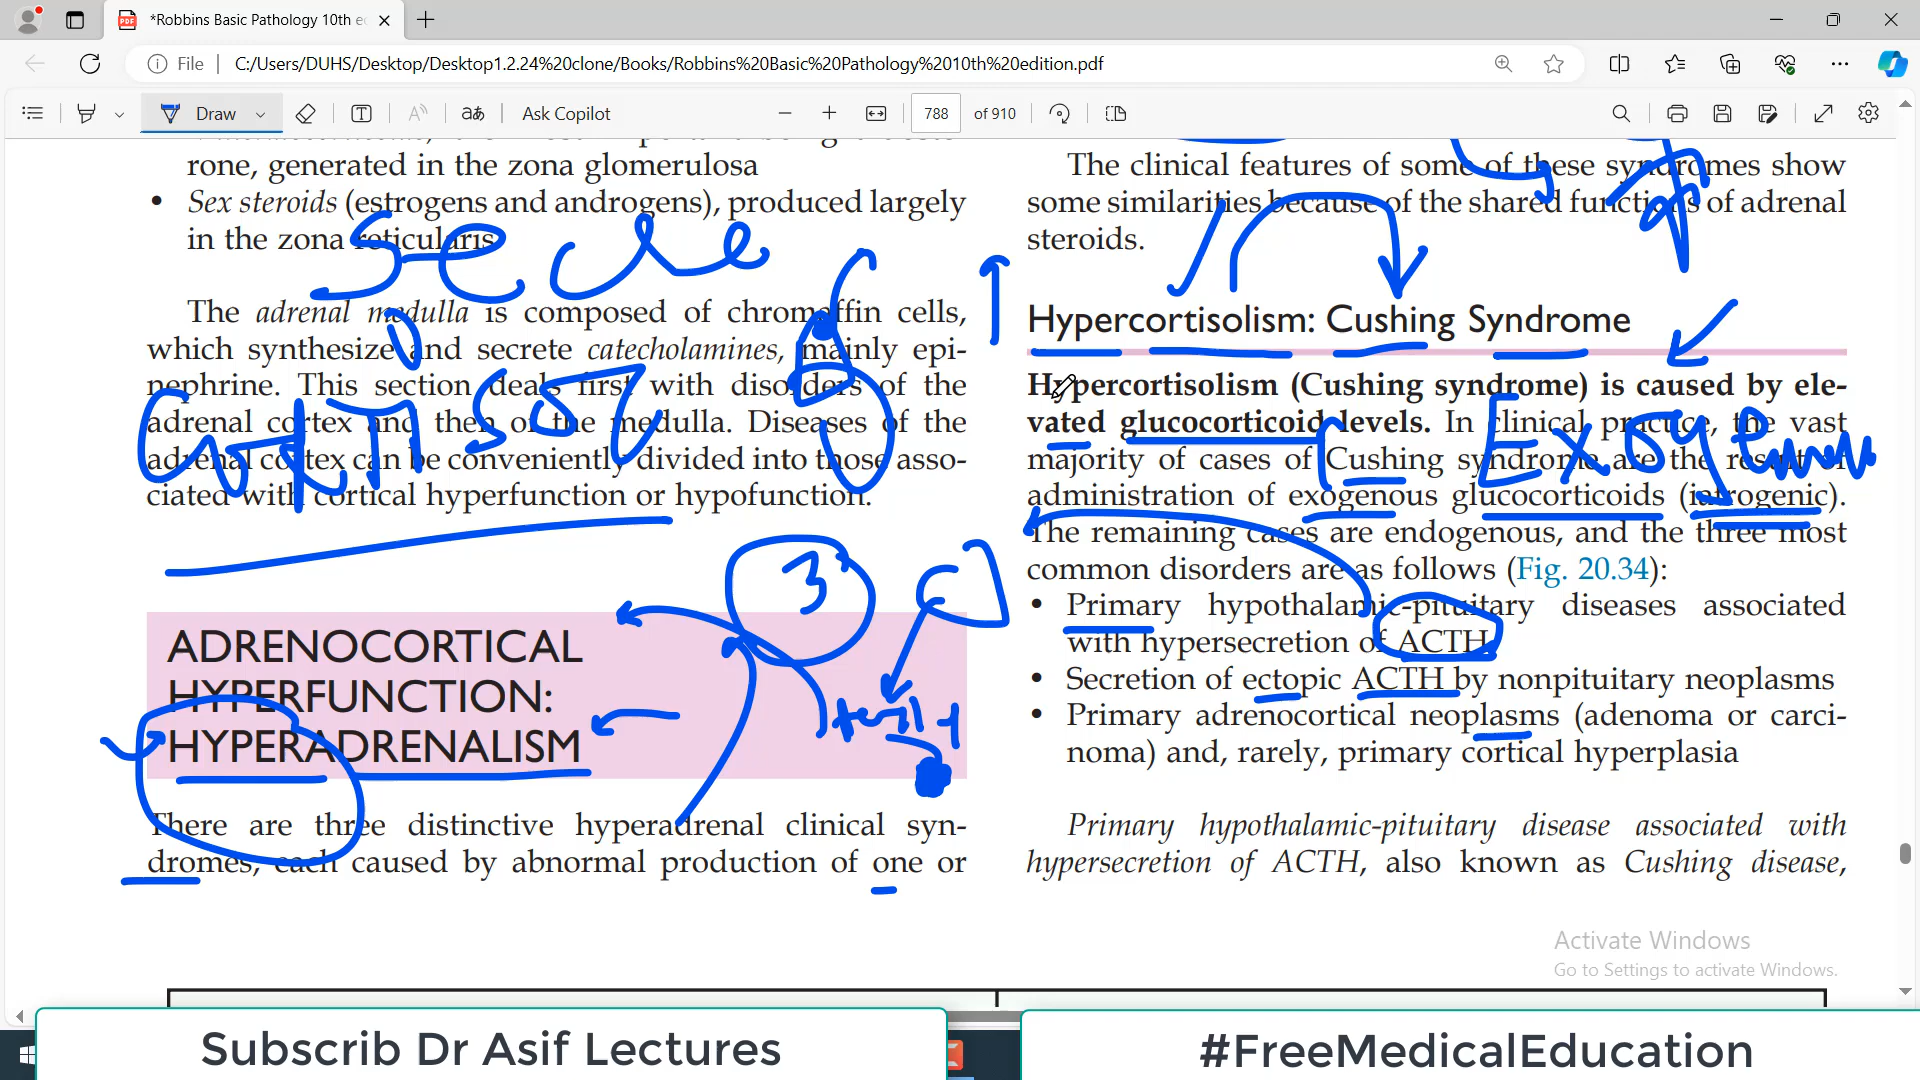 *Robbins Basic Pathology 10th e
File
C:/Users/DUHS/Desktop/Desktop1.2.24%20clone/Books/Robbins%20Basic%20Pathology%2010th%20edition.pdf
Draw
Ask Copilot
788 of 910
rone, generated in the zona glomerulosa
• Sex steroids (estrogens and androgens), produced largely
in the zona reticularis
The adrenal medulla is composed of chromaffin cells,
which synthesize and secrete catecholamines, mainly epi-
nephrine. This section deals first with disorders of the
adrenal cortex and then of the medulla. Diseases of the
adrenal cortex can be conveniently divided into those asso-
ciated with cortical hyperfunction or hypofunction.
3
ADRENOCORTICAL
HYPERFUNCTION:
HYPERADRENALISM
There are three distinctive hyperadrenal clinical syn-
dromes, each caused by abnormal production of one or
The clinical features of some of these syndromes show
some similarities because of the shared functions of adrenal
steroids.
Hypercortisolism: Cushing Syndrome
Hypercortisolism (Cushing syndrome) is caused by ele-
vated glucocorticoid levels. In clinical practice, the vast
majority of cases of Cushing syndrome are the result of
administration of exogenous glucocorticoids (iatrogenic).
The remaining cases are endogenous, and the three most
common disorders are as follows (Fig. 20.34):
• Primary hypothalamic-pituitary diseases associated
with hypersecretion of ACTH
• Secretion of ectopic ACTH by nonpituitary neoplasms
• Primary adrenocortical neoplasms (adenoma or carci-
noma) and, rarely, primary cortical hyperplasia
Primary hypothalamic-pituitary disease associated with
hypersecretion of ACTH, also known as Cushing disease,
Activate Windows
Go to Settings to activate Windows.
Subscrib Dr Asif Lectures
#FreeMedicalEducation